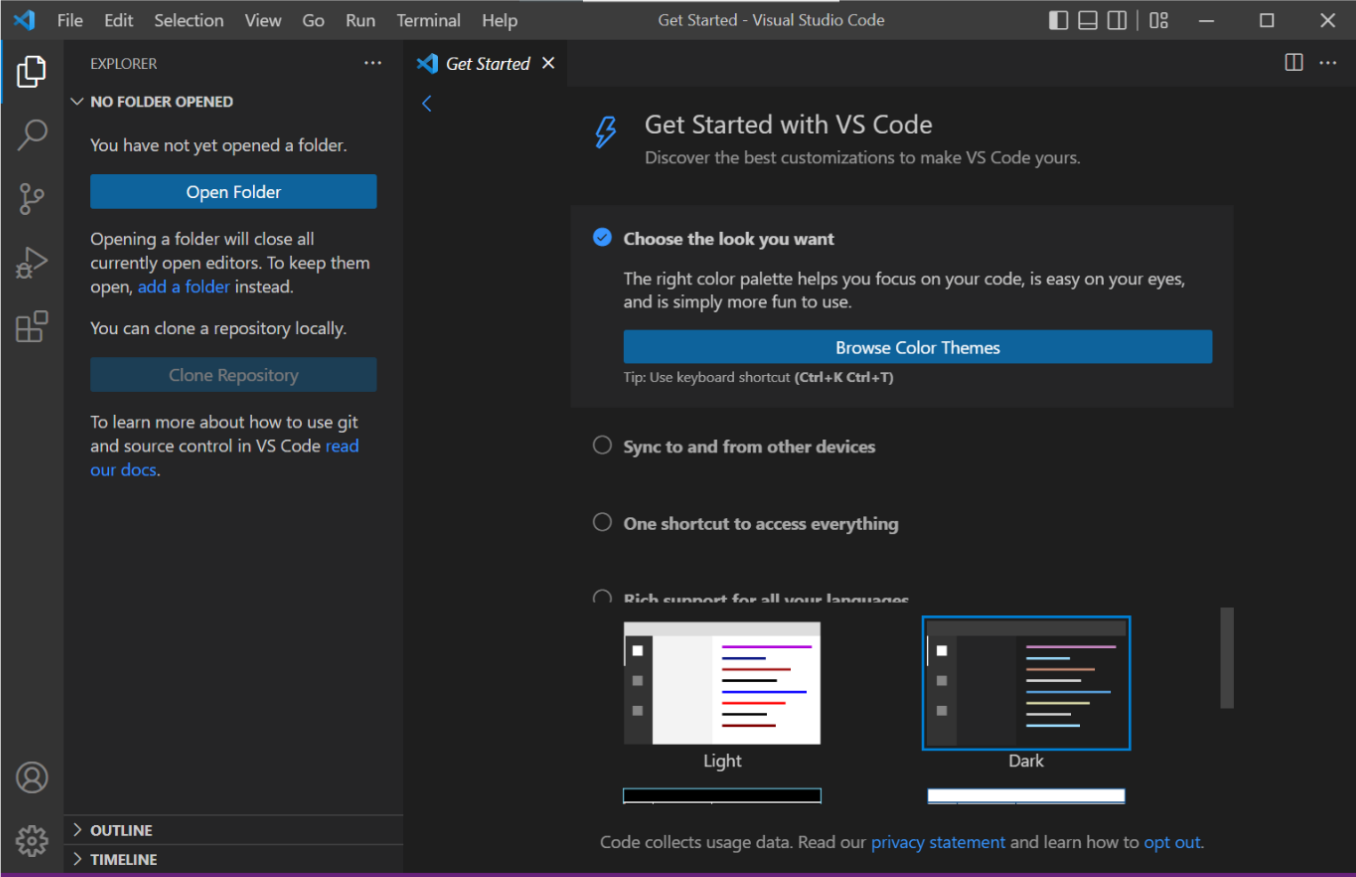 File Edit Selection View Go Run Terminal Help
Get Started - Visual Studio Code
EXPLORER
NO FOLDER OPENED
You have not yet opened a folder.
Open Folder
Opening a folder will close all
currently open editors. To keep them
open, add a folder instead.
You can clone a repository locally.
Clone Repository
To learn more about how to use git
and source control in VS Code read
our docs.
OUTLINE
TIMELINE
Get Started
Get Started with VS Code
Discover the best customizations to make VS Code yours.
Choose the look you want
The right color palette helps you focus on your code, is easy on your eyes,
and is simply more fun to use.
Browse Color Themes
Tip: Use keyboard shortcut (Ctrl+K Ctrl+T)
Sync to and from other devices
One shortcut to access everything
Rich support for all your languages
Light
Dark
Code collects usage data. Read our privacy statement and learn how to opt out.